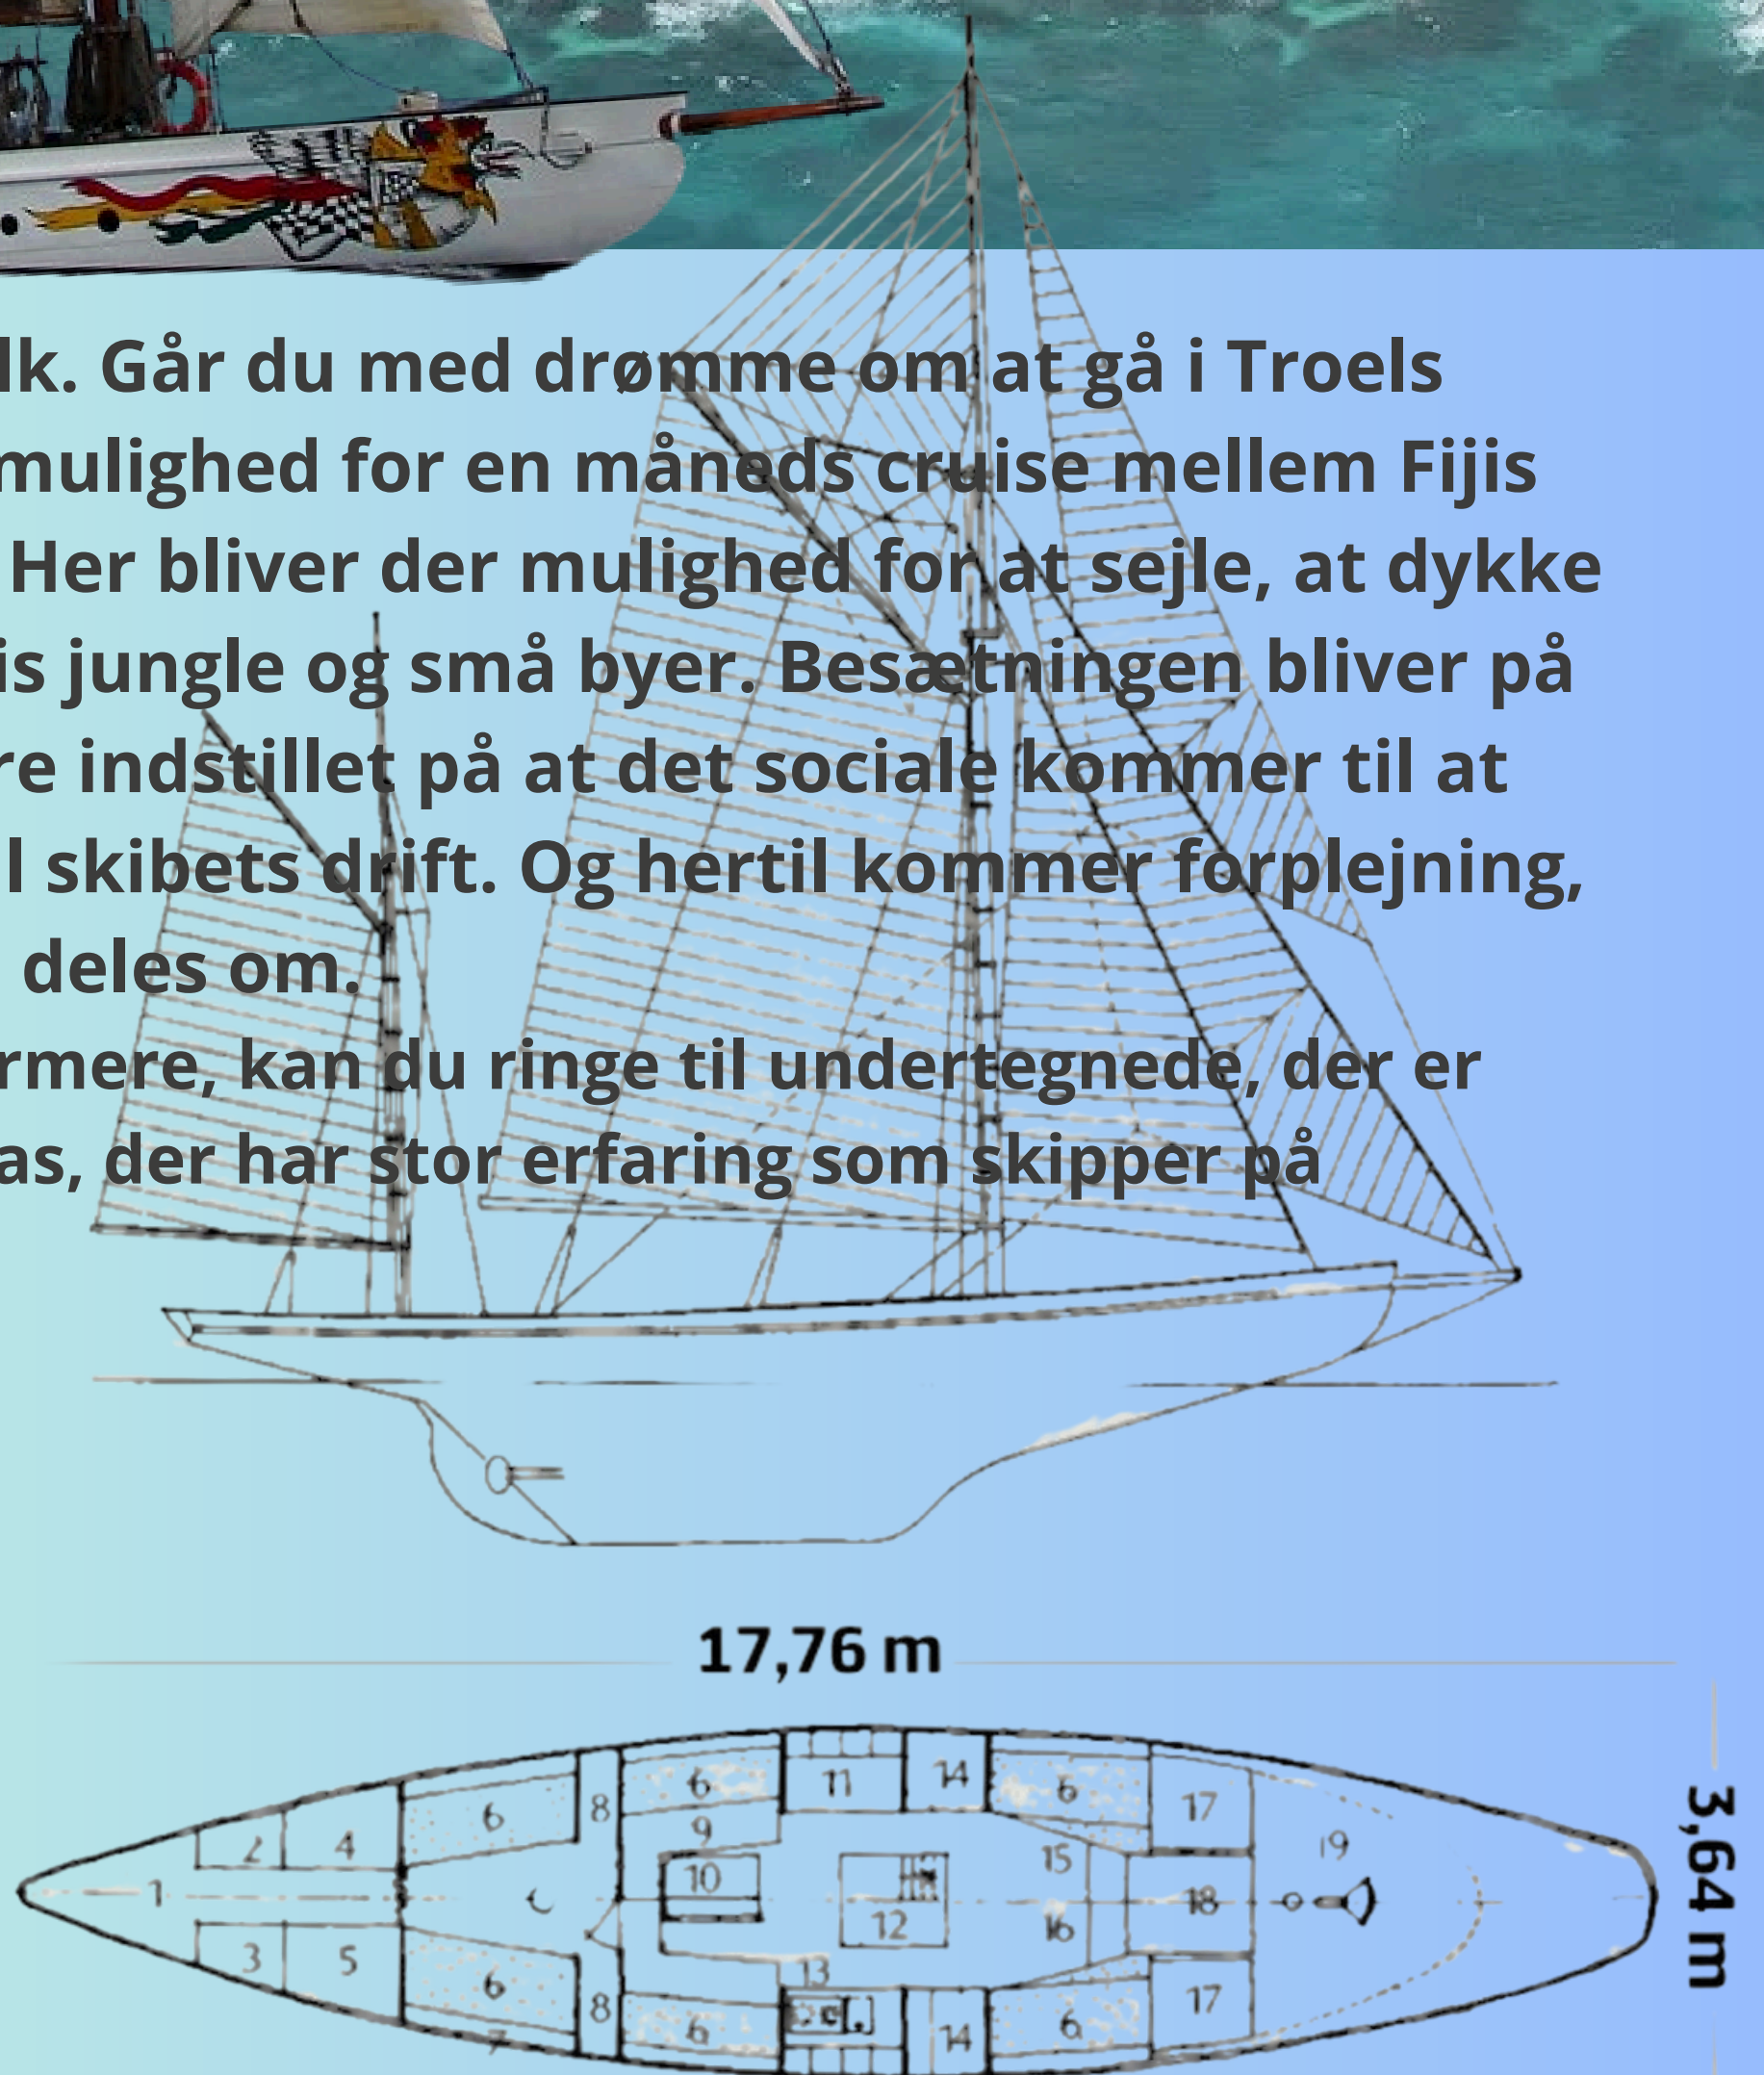 lk. Går du med drømme om at gå i Troels
mulighed for en måneds cruise mellem Fijis
Her bliver der mulighed for at sejle, at dykke
is jungle og små byer. Besætningen bliver på
re indstillet på at det sociale kommer til at
l skibets drift. Og hertil kommer forplejning,
deles om.
rmere, kan du ringe til undertegnede, der er
as, der har stor erfaring som skipper på
17,76 m
3,64 m
6 8 6 11 14 6 17
2 4 9 15 19
1 10 18
12 16
3 5 13
6 8 6 14 6 17
7